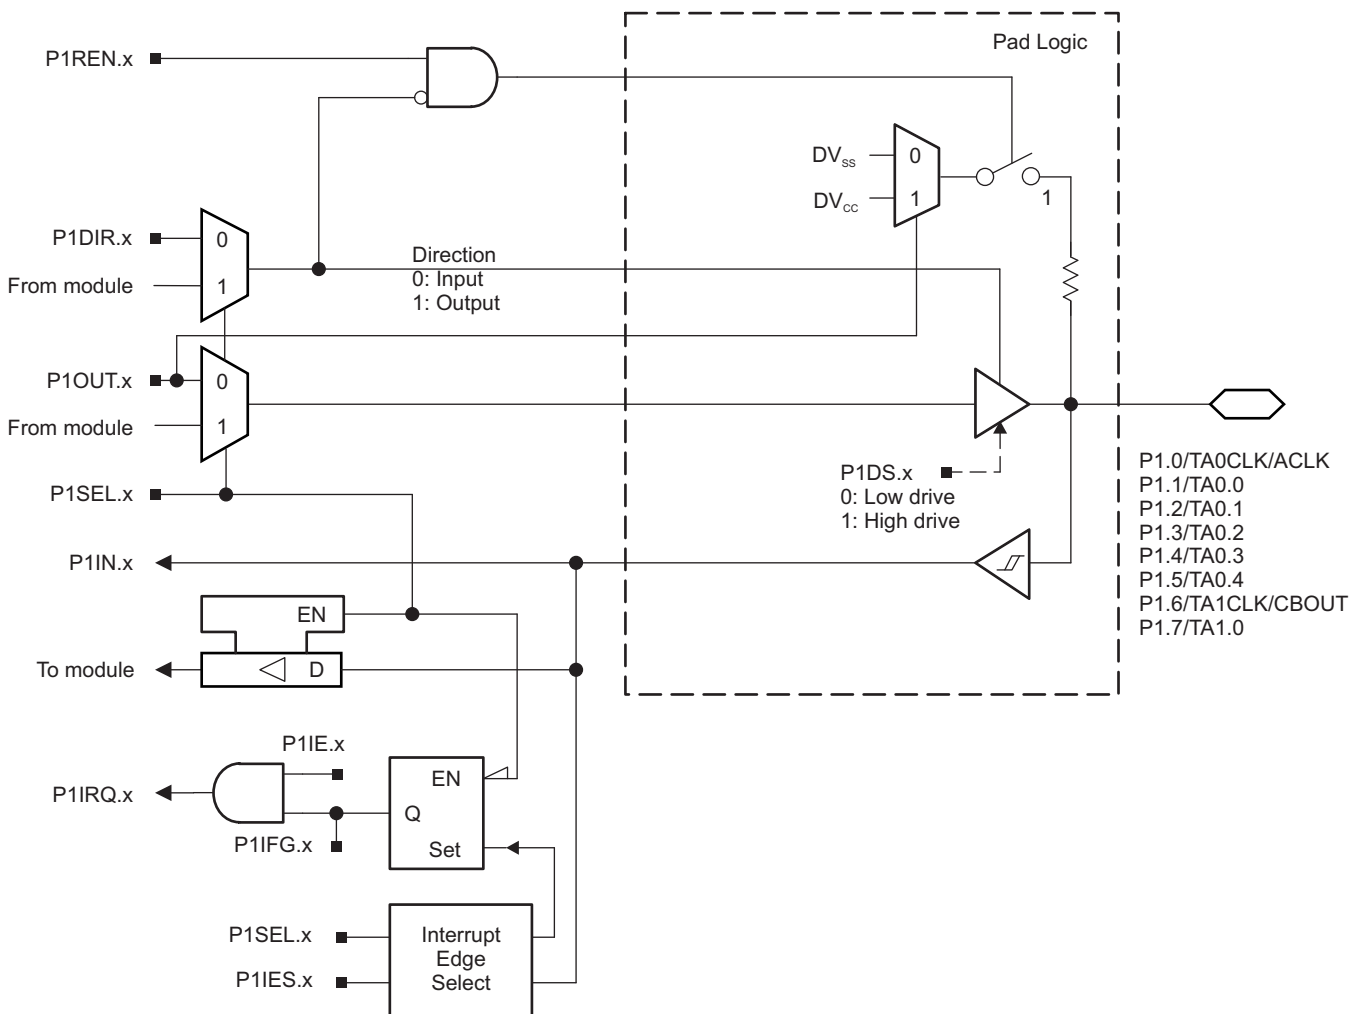 Pad Logic
P1REN.x
DVSS
0
DVCC
1
1
P1DIR.x
0
From module
1
Direction
0: Input
1: Output
P1OUT.x
0
From module
1
P1SEL.x
P1DS.x
0: Low drive
1: High drive
P1.0/TA0CLK/ACLK
P1.1/TA0.0
P1.2/TA0.1
P1.3/TA0.2
P1.4/TA0.3
P1.5/TA0.4
P1.6/TA1CLK/CBOUT
P1.7/TA1.0
P1IN.x
EN
To module
D
P1IE.x
P1IRQ.x
P1IFG.x
EN
Q
Set
P1SEL.x
P1IES.x
Interrupt
Edge
Select